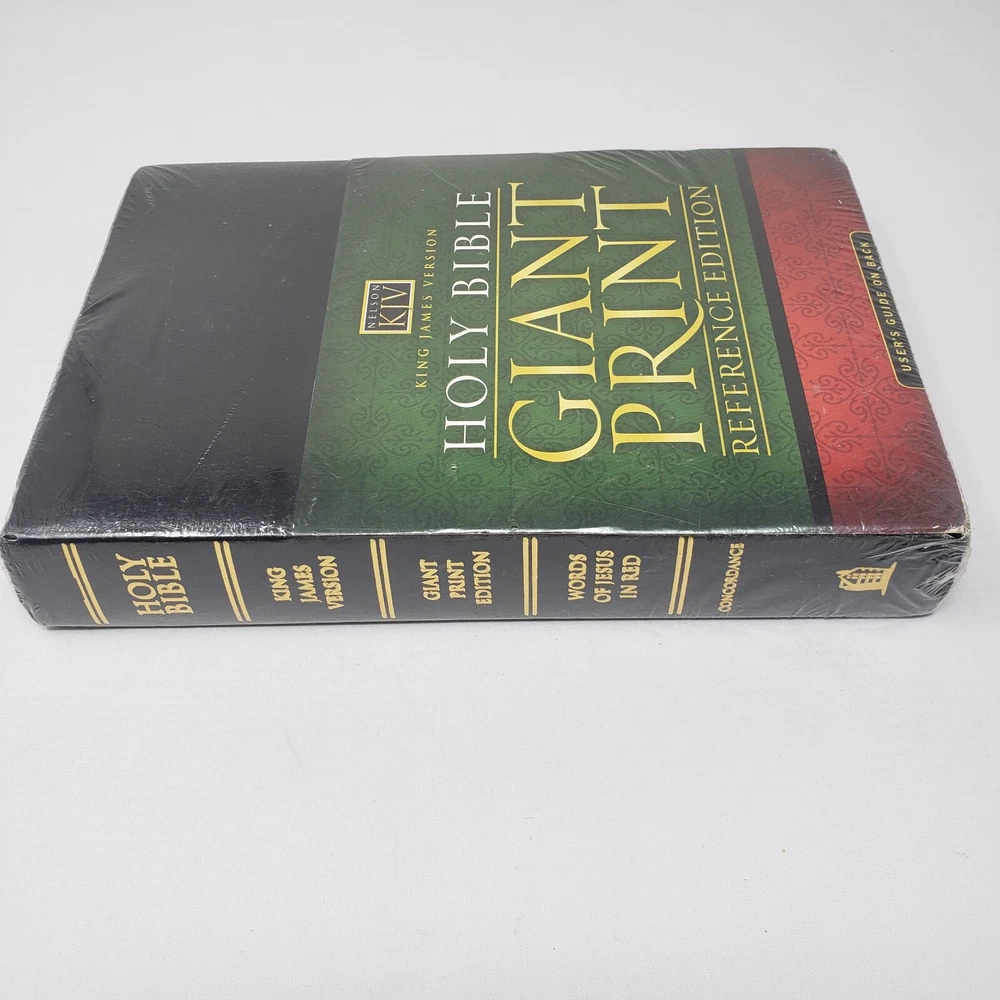 NELSON
KJV
KING JAMES VERSION
HOLY BIBLE
GIANT
PRINT
REFERENCE EDITION
USER'S GUIDE ON BACK
HOLY
BIBLE
KING
JAMES
VERSION
GIANT
PRINT
EDITION
WORDS
OF JESUS
IN RED
CONCORDANCE